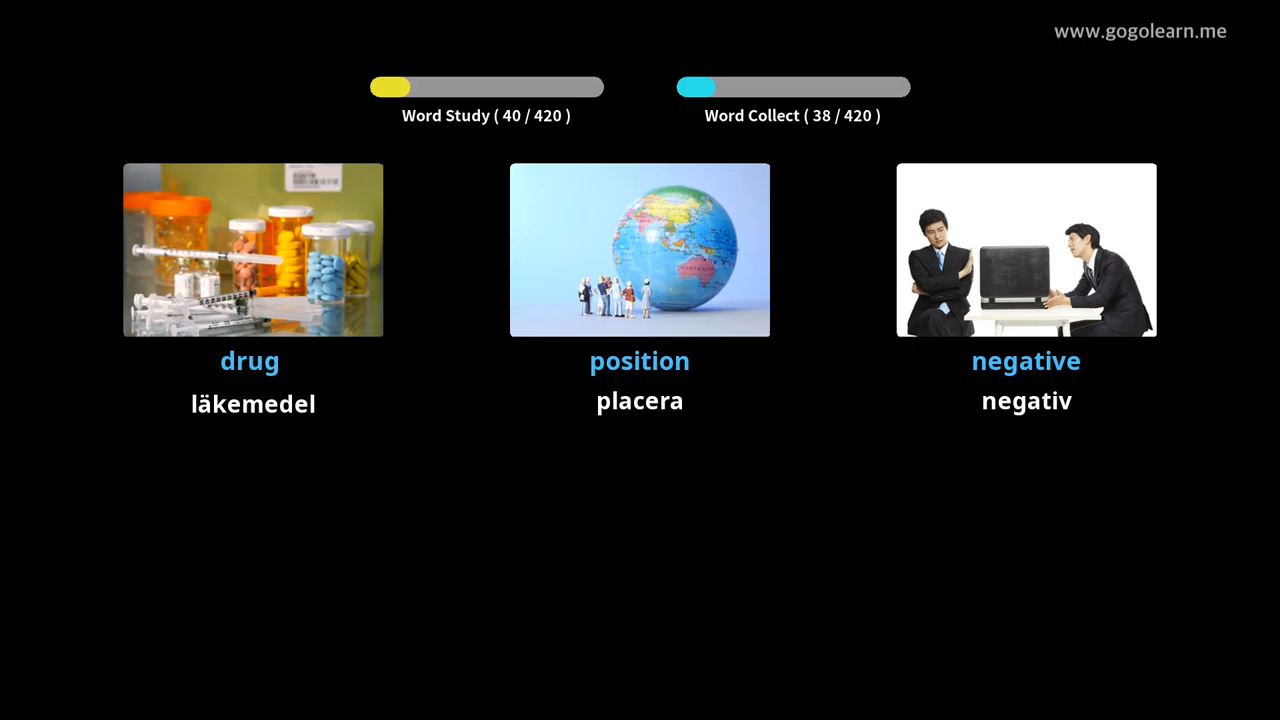 www.gogolearn.me
Word Study ( 40 / 420 )
Word Collect ( 38 / 420 )
drug
position
negative
läkemedel
placera
negativ